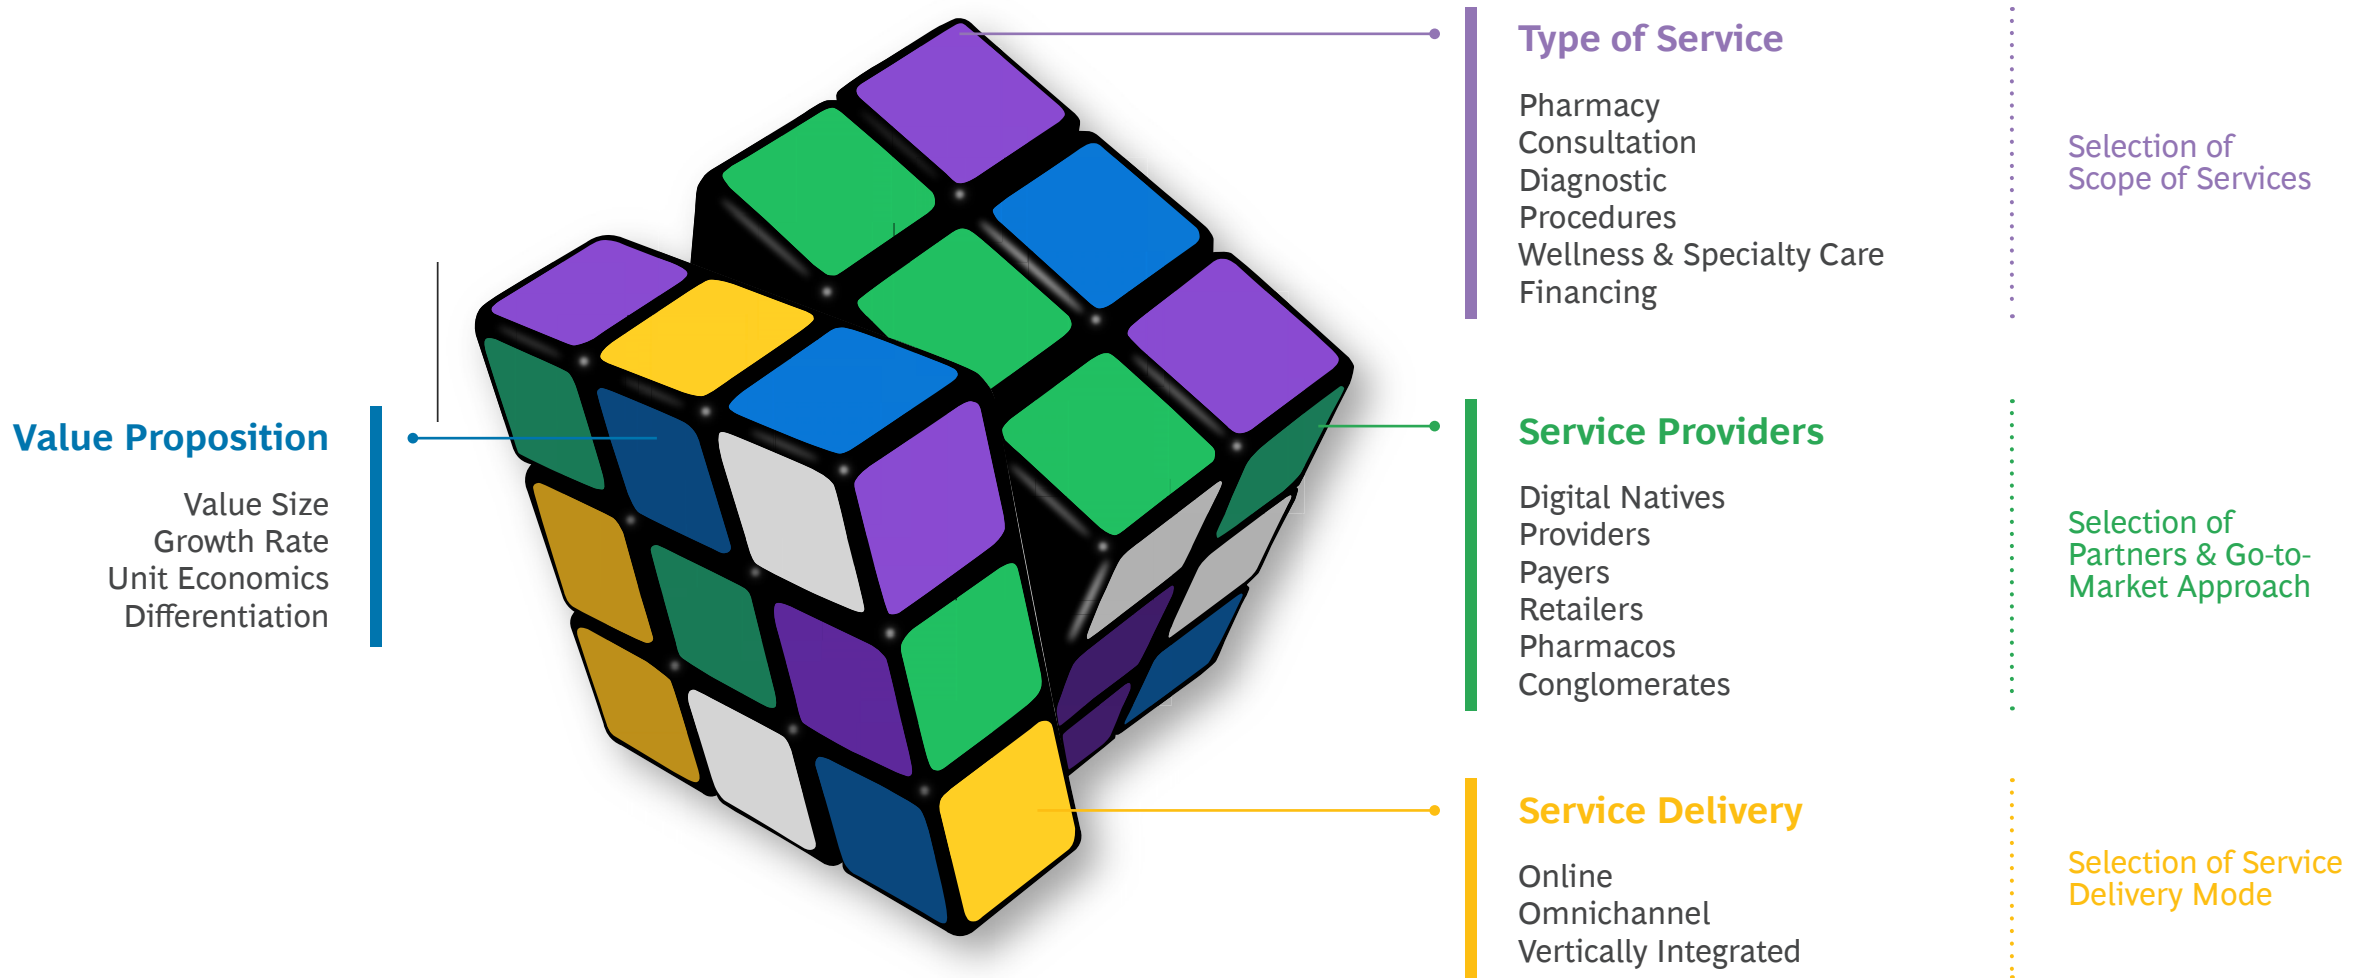 Value Proposition
Value Size
Growth Rate
Unit Economics
Differentiation
Type of Service
Pharmacy
Consultation
Diagnostic
Procedures
Wellness & Specialty Care
Financing
Selection of
Scope of Services
Service Providers
Digital Natives
Providers
Payers
Retailers
Pharmacos
Conglomerates
Selection of
Partners & Go-to-
Market Approach
Service Delivery
Online
Omnichannel
Vertically Integrated
Selection of Service
Delivery Mode